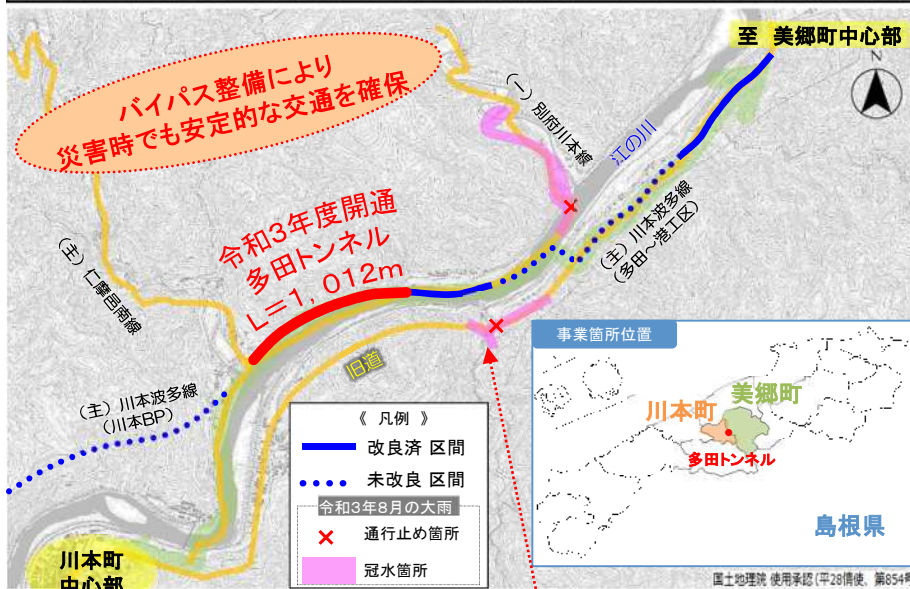 至 美郷町中心部
バイパス整備により
災害時でも安定的な交通を確保
N
(一)別府川本線
江の川
(主)川本波多線
(多田~港工区)
令和3年度開通
多田トンネル
L=1,012m
(主)仁摩邑南線
旧道
(主)川本波多線
(川本BP)
川本町
中心部
《 凡例 》
改良済 区間
未改良 区間
令和3年8月の大雨
通行止め箇所
冠水箇所
事業箇所位置
美郷町
川本町
多田トンネル
島根県
国土地理院 使用承認(平28情使、第854号